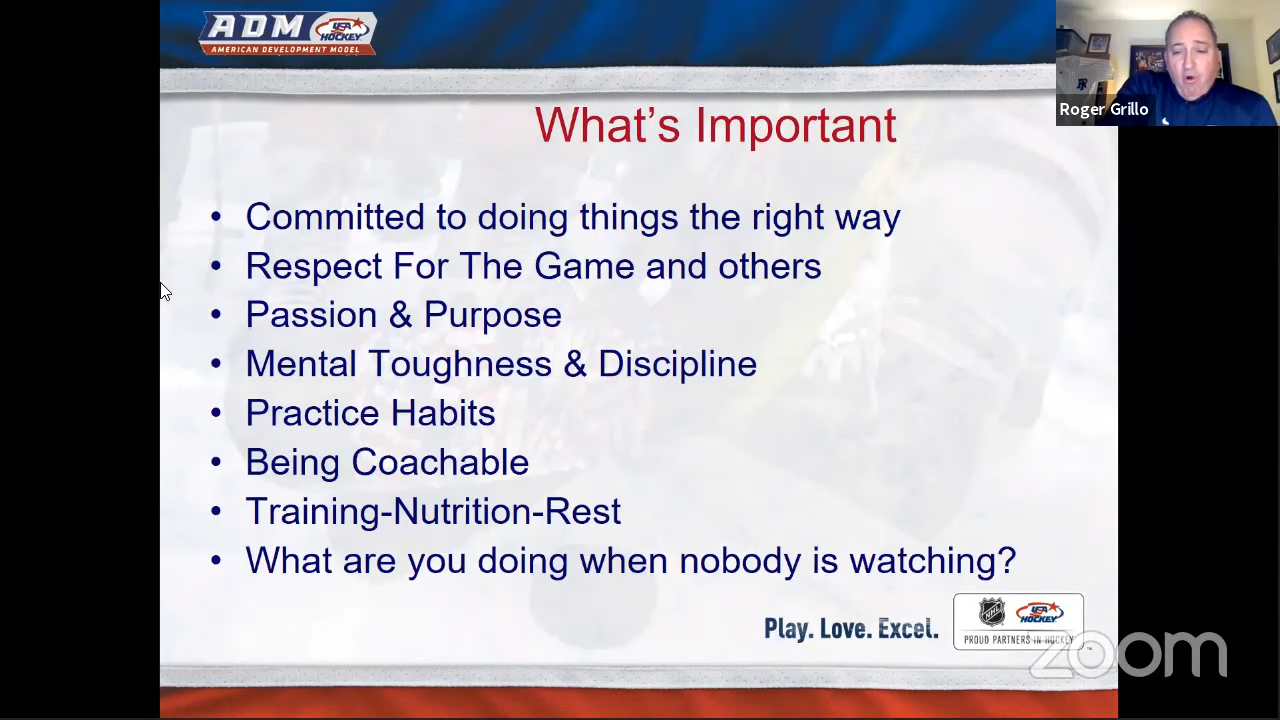 ADM
USA
HOCKEY
AMERICAN DEVELOPMENT MODEL
Roger Grillo
What's Important
• Committed to doing things the right way
• Respect For The Game and others
• Passion & Purpose
• Mental Toughness & Discipline
• Practice Habits
• Being Coachable
• Training-Nutrition-Rest
• What are you doing when nobody is watching?
Play. Love. Excel.
NHL
USA
HOCKEY
PROUD PARTNERS IN HOCKEY
zoom